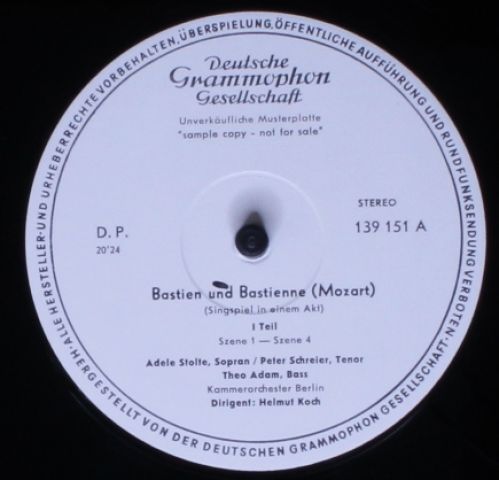 ·ALLE HERSTELLER-UND URHEBERRECHTE VORBEHALTEN, ÜBERSPIELUNG, ÖFFENTLICHE AUFFÜHRUNG UND RUNDFUNKSENDUNG VERBOTEN·
Deutsche
Grammophon
Gesellschaft
Unverkäufliche Musterplatte
"sample copy - not for sale"
STEREO
D. P.
139 151 A
20'24
Bastien und Bastienne (Mozart)
(Singspiel in einem Akt)
I Teil
Szene 1 — Szene 4
Adele Stolte, Sopran / Peter Schreier, Tenor
Theo Adam, Bass
Kammerorchester Berlin
Dirigent: Helmut Koch
·HERGESTELLT VON DER DEUTSCHEN GRAMMOPHON GESELLSCHAFT·